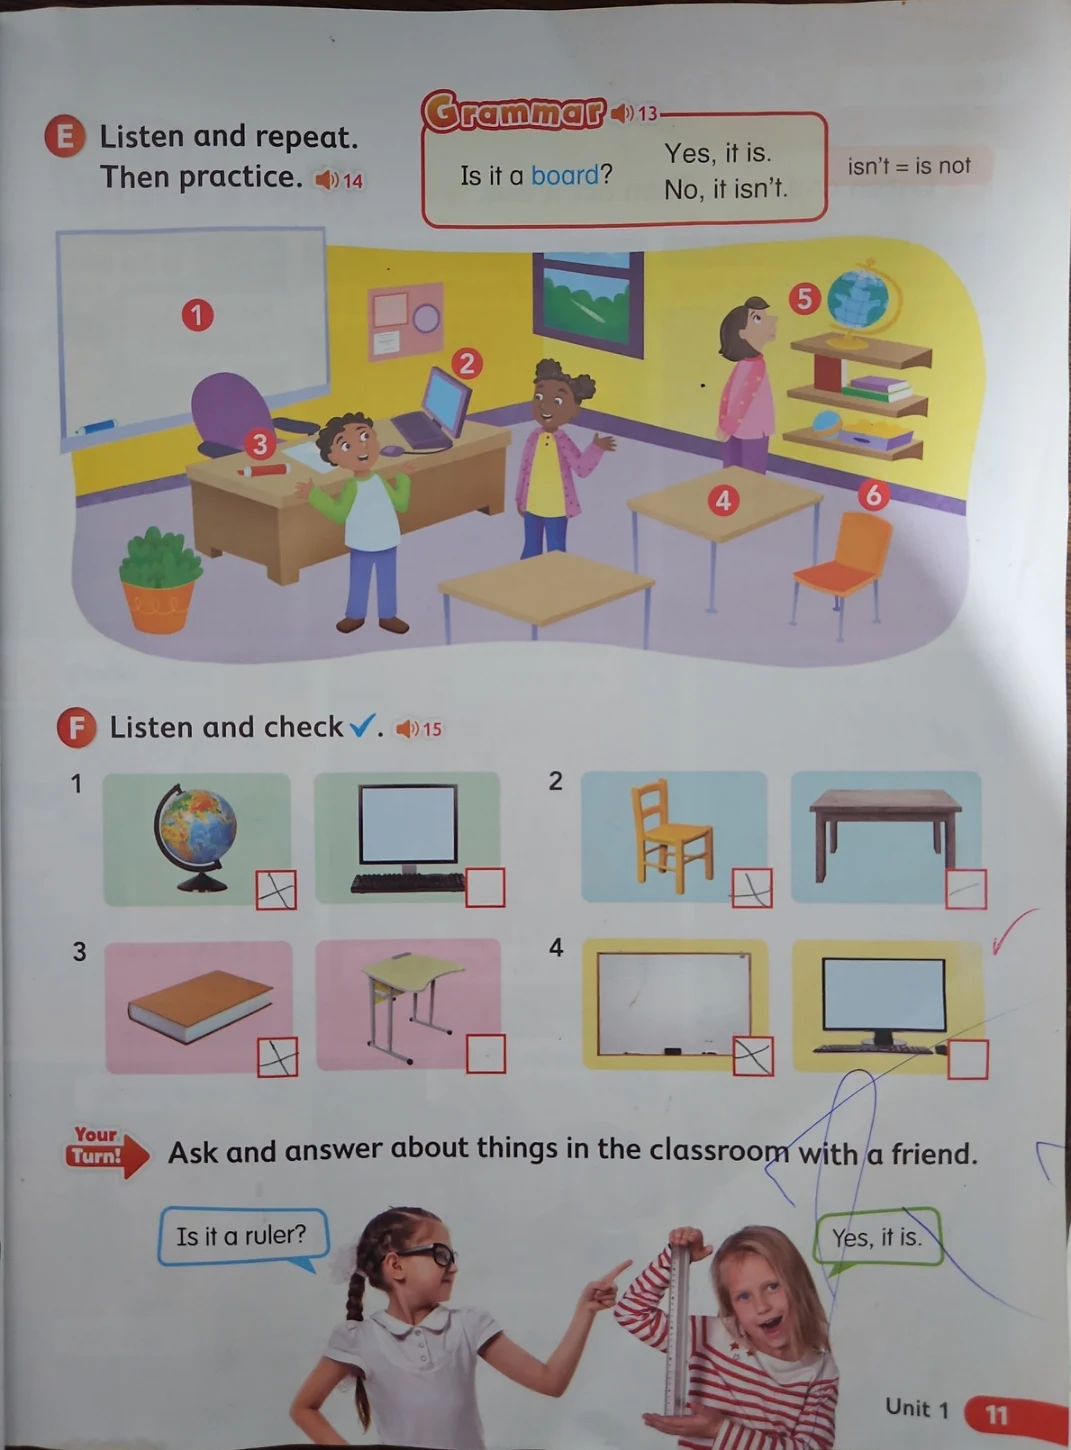 E Listen and repeat.
Then practice. 14
Grammar 13
Is it a board?
Yes, it is.
No, it isn't.
isn't = is not
1
2
3
4
5
6
F Listen and check ✓. 15
1
2
3
4
Your Turn! Ask and answer about things in the classroom with a friend.
Is it a ruler?
Yes, it is.
Unit 1 11